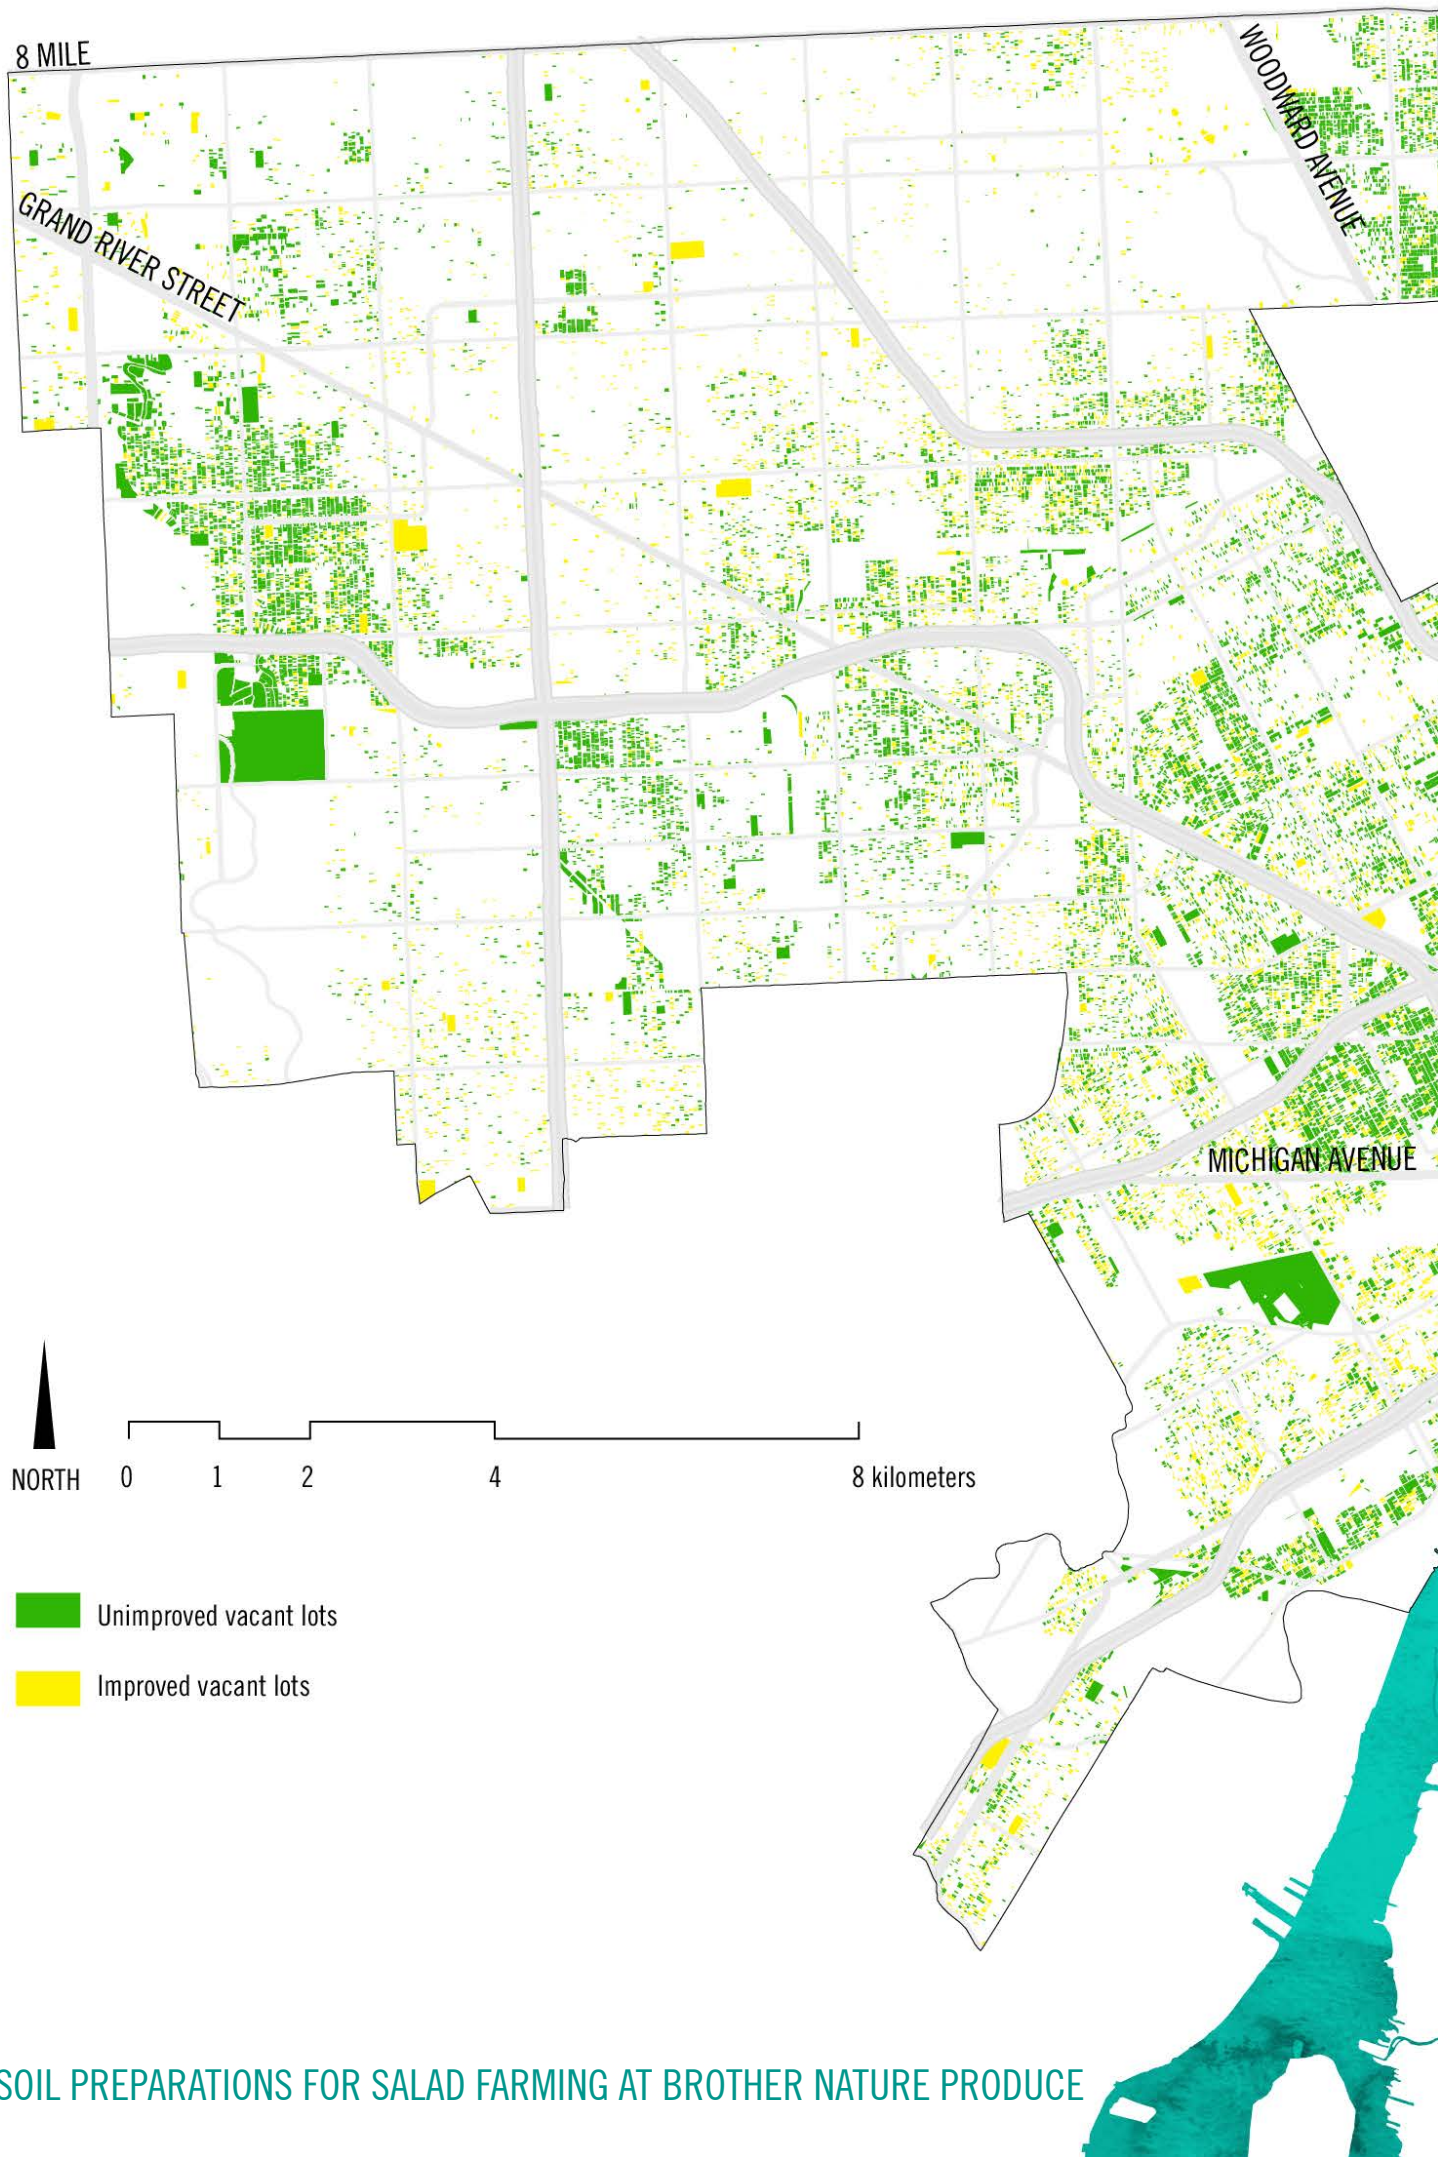 8 MILE
WOODWARD AVENUE
GRAND RIVER STREET
MICHIGAN AVENUE
NORTH
0 1 2 4 8 kilometers
Unimproved vacant lots
Improved vacant lots
SOIL PREPARATIONS FOR SALAD FARMING AT BROTHER NATURE PRODUCE